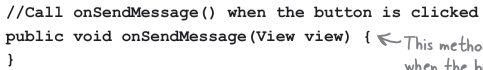 //Call onSendMessage() when the button is clicked
public void onSendMessage(View view) {
This metho
when the b
}